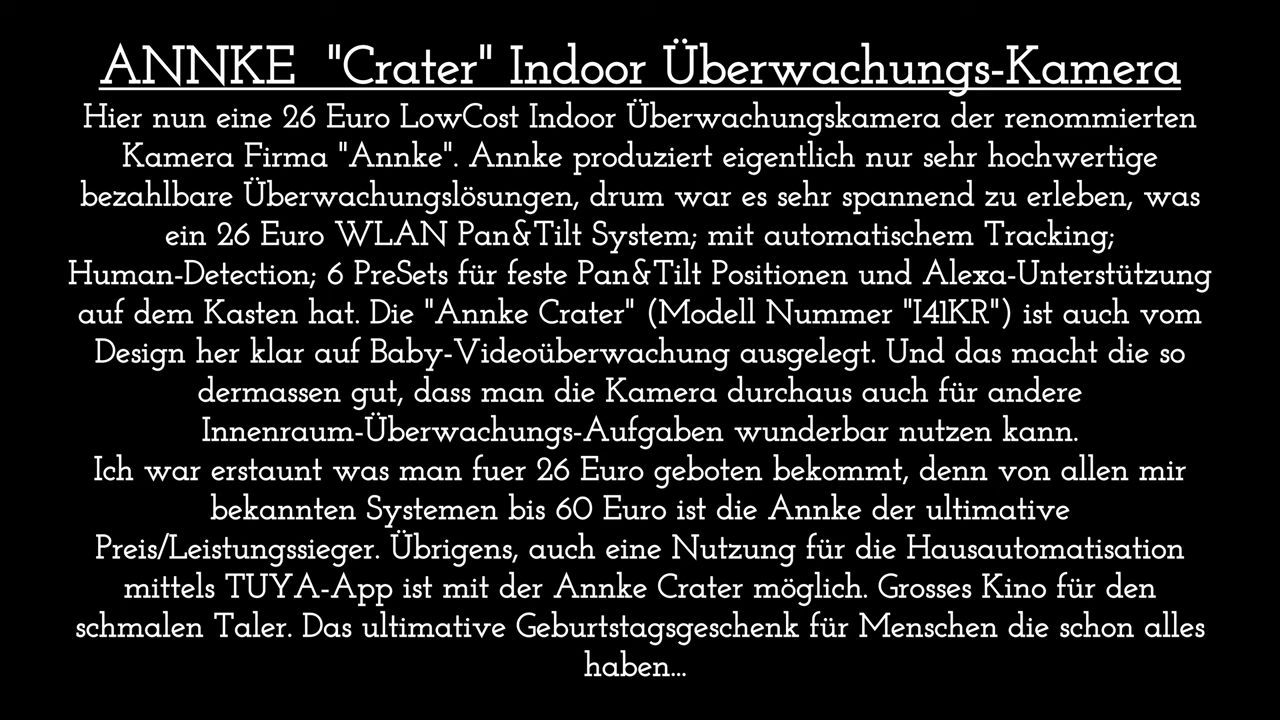 ANNKE "Crater" Indoor Überwachungs-Kamera
Hier nun eine 26 Euro LowCost Indoor Überwachungskamera der renommierten
Kamera Firma "Annke". Annke produziert eigentlich nur sehr hochwertige
bezahlbare Überwachungslösungen, drum war es sehr spannend zu erleben, was
ein 26 Euro WLAN Pan&Tilt System; mit automatischem Tracking;
Human-Detection; 6 PreSets für feste Pan&Tilt Positionen und Alexa-Unterstützung
auf dem Kasten hat. Die "Annke Crater" (Modell Nummer "I41KR") ist auch vom
Design her klar auf Baby-Videoüberwachung ausgelegt. Und das macht die so
dermassen gut, dass man die Kamera durchaus auch für andere
Innenraum-Überwachungs-Aufgaben wunderbar nutzen kann.
Ich war erstaunt was man fuer 26 Euro geboten bekommt, denn von allen mir
bekannten Systemen bis 60 Euro ist die Annke der ultimative
Preis/Leistungssieger. Übrigens, auch eine Nutzung für die Hausautomatisation
mittels TUYA-App ist mit der Annke Crater möglich. Grosses Kino für den
schmalen Taler. Das ultimative Geburtstagsgeschenk für Menschen die schon alles
haben...